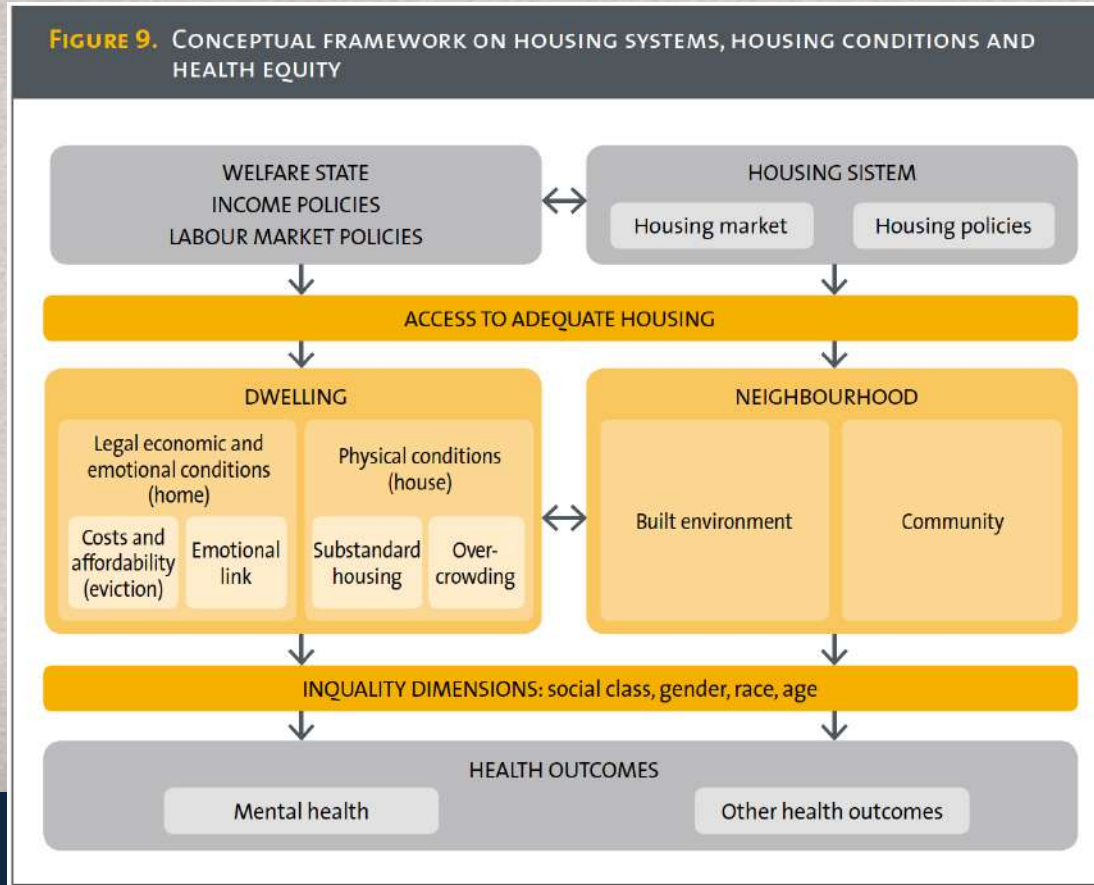 FIGURE 9. CONCEPTUAL FRAMEWORK ON HOUSING SYSTEMS, HOUSING CONDITIONS AND
HEALTH EQUITY
WELFARE STATE
INCOME POLICIES
LABOUR MARKET POLICIES
HOUSING SISTEM
Housing market
Housing policies
ACCESS TO ADEQUATE HOUSING
DWELLING
Legal economic and
emotional conditions
(home)
Costs and
affordability
(eviction)
Emotional
link
Physical conditions
(house)
Substandard
housing
Over-
crowding
NEIGHBOURHOOD
Built environment
Community
INQUALITY DIMENSIONS: social class, gender, race, age
HEALTH OUTCOMES
Mental health
Other health outcomes